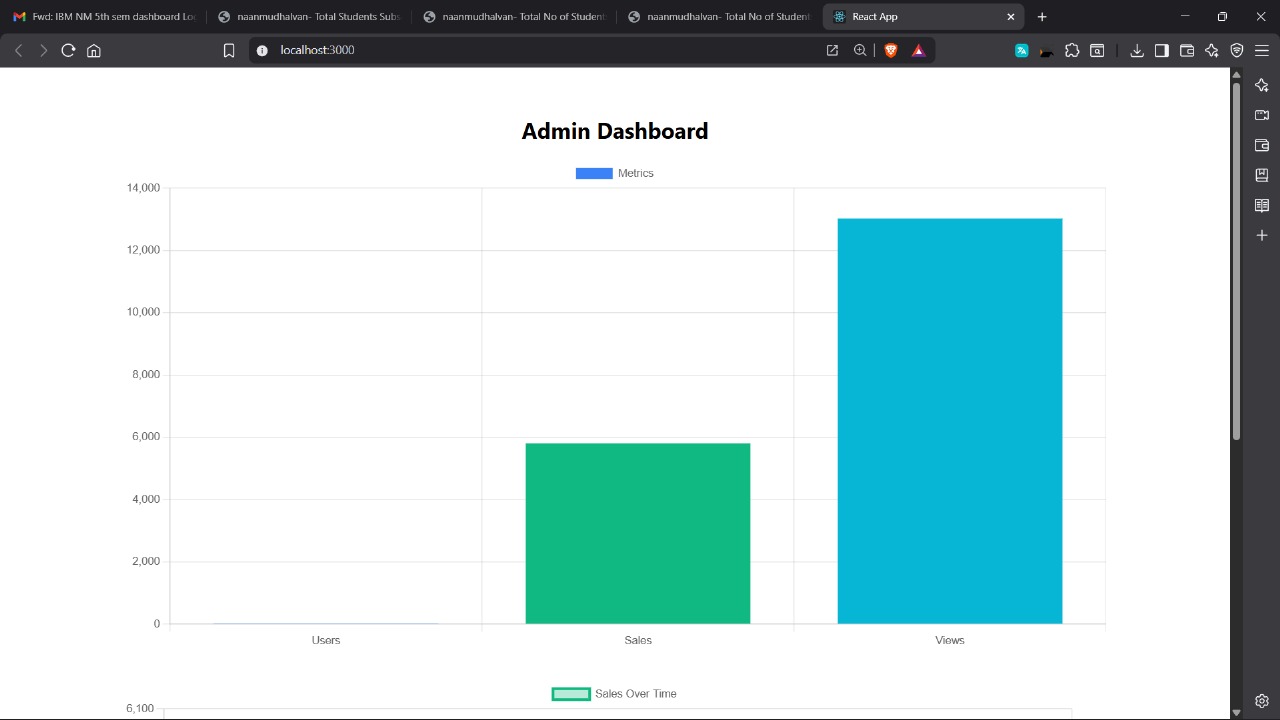 Fwd: IBM NM 5th sem dashboard Lo
naanmudhalvan- Total Students Subs
naanmudhalvan- Total No of Student
naanmudhalvan- Total No of Student
React App
localhost:3000
Admin Dashboard
Metrics
14,000
12,000
10,000
8,000
6,000
4,000
2,000
0
Users
Sales
Views
Sales Over Time
6,100